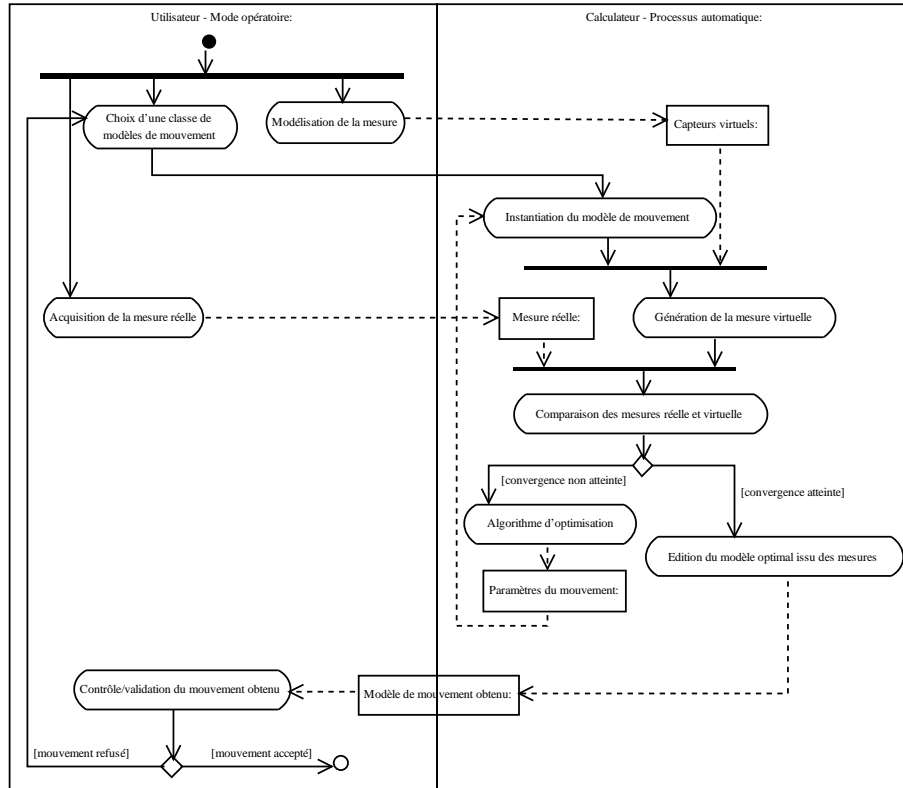 Utilisateur - Mode opératoire:
Calculateur - Processus automatique:
Choix d'une classe de
modèles de mouvement
Modélisation de la mesure
Capteurs virtuels:
Instantiation du modèle de mouvement
Acquisition de la mesure réelle
Mesure réelle:
Génération de la mesure virtuelle
Comparaison des mesures réelle et virtuelle
[convergence non atteinte]
[convergence atteinte]
Algorithme d'optimisation
Edition du modèle optimal issu des mesures
Paramètres du mouvement:
Contrôle/validation du mouvement obtenu
Modèle de mouvement obtenu:
[mouvement refusé]
[mouvement accepté]